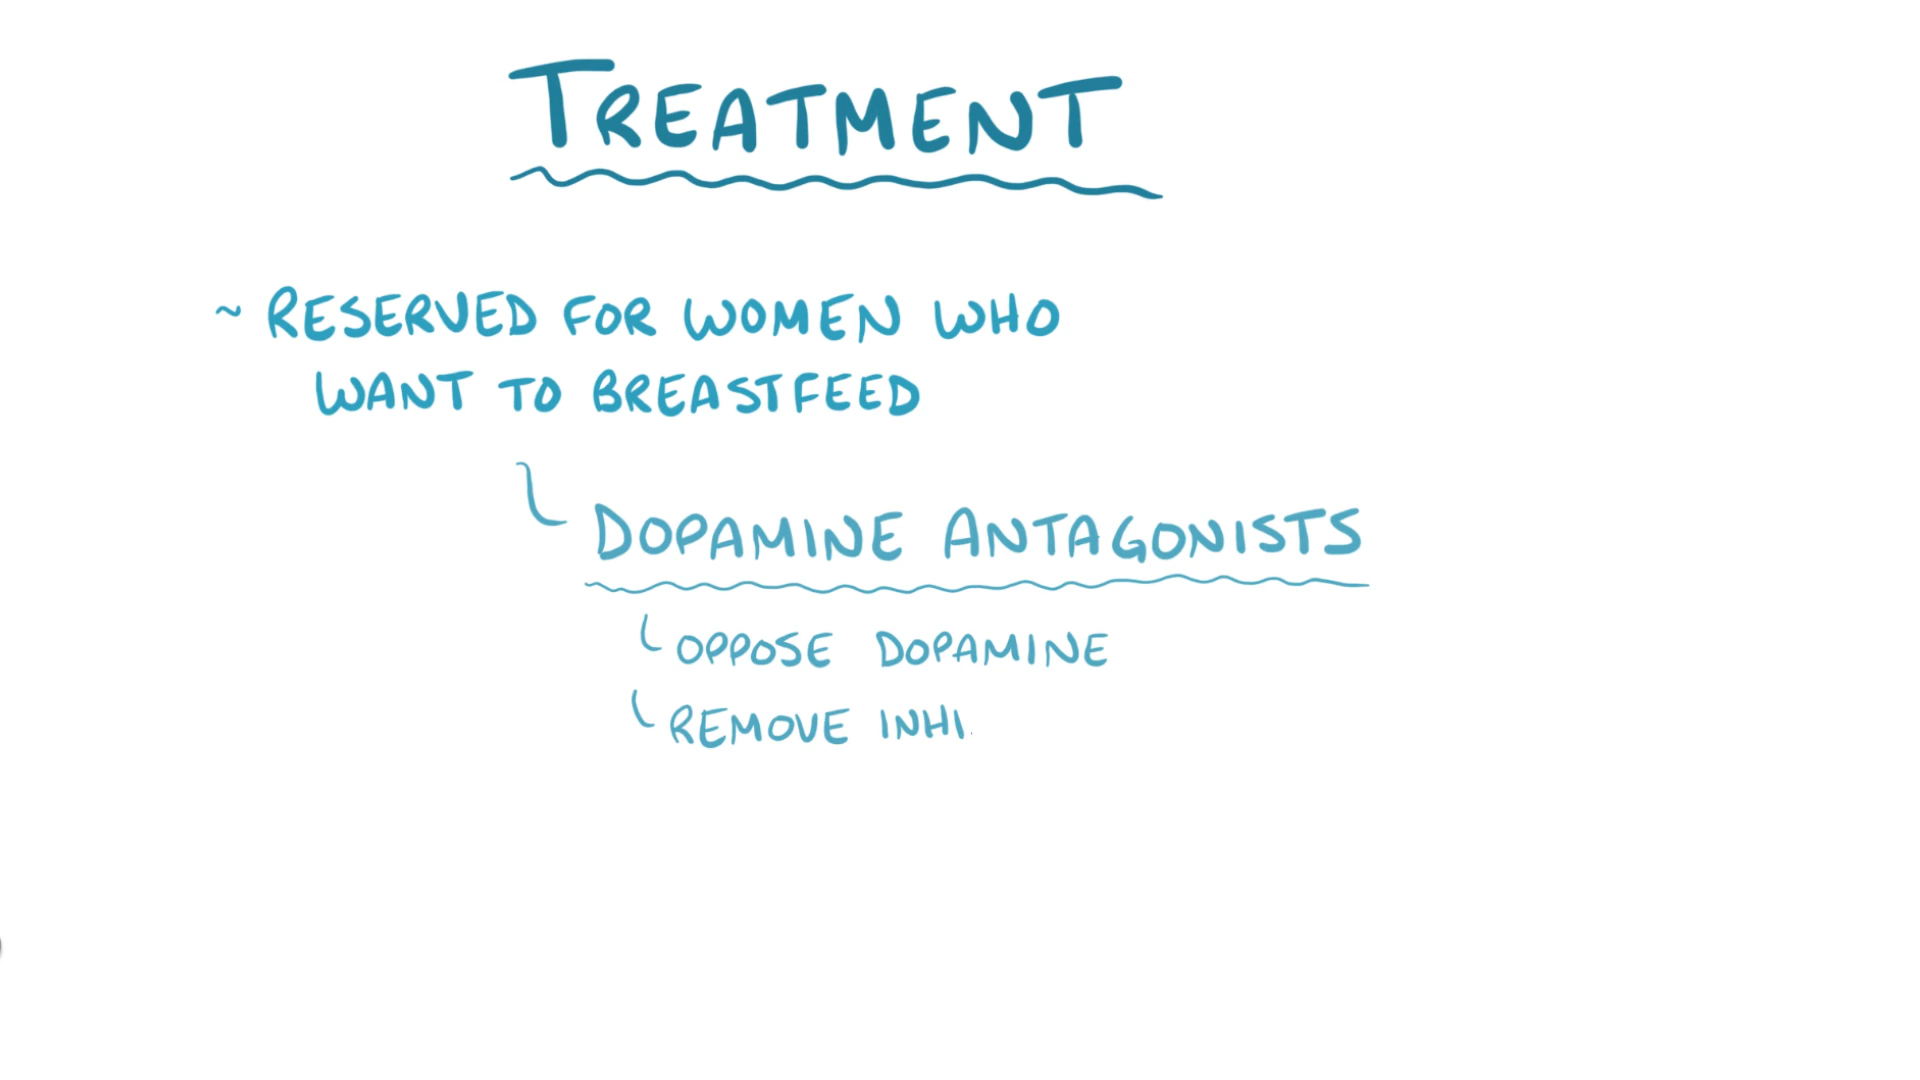 TREATMENT
~ RESERVED FOR WOMEN WHO
WANT TO BREASTFEED
DOPAMINE ANTAGONISTS
OPPOSE DOPAMINE
REMOVE INHI